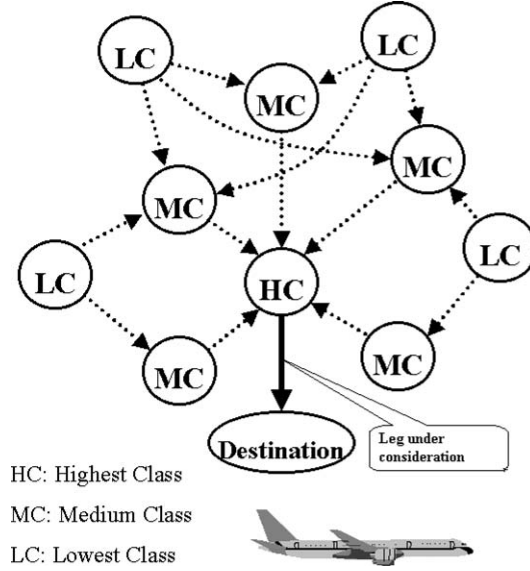 LC
LC
MC
MC
MC
LC
LC
HC
MC
MC
Destination
Leg under
consideration
HC: Highest Class
MC: Medium Class
LC: Lowest Class